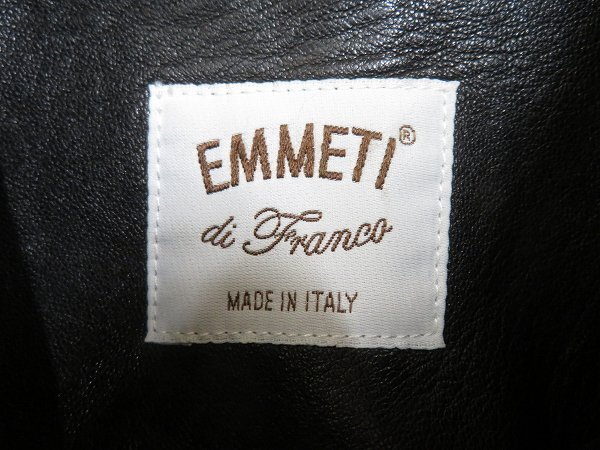 EMMETI®
di Franco
MADE IN ITALY